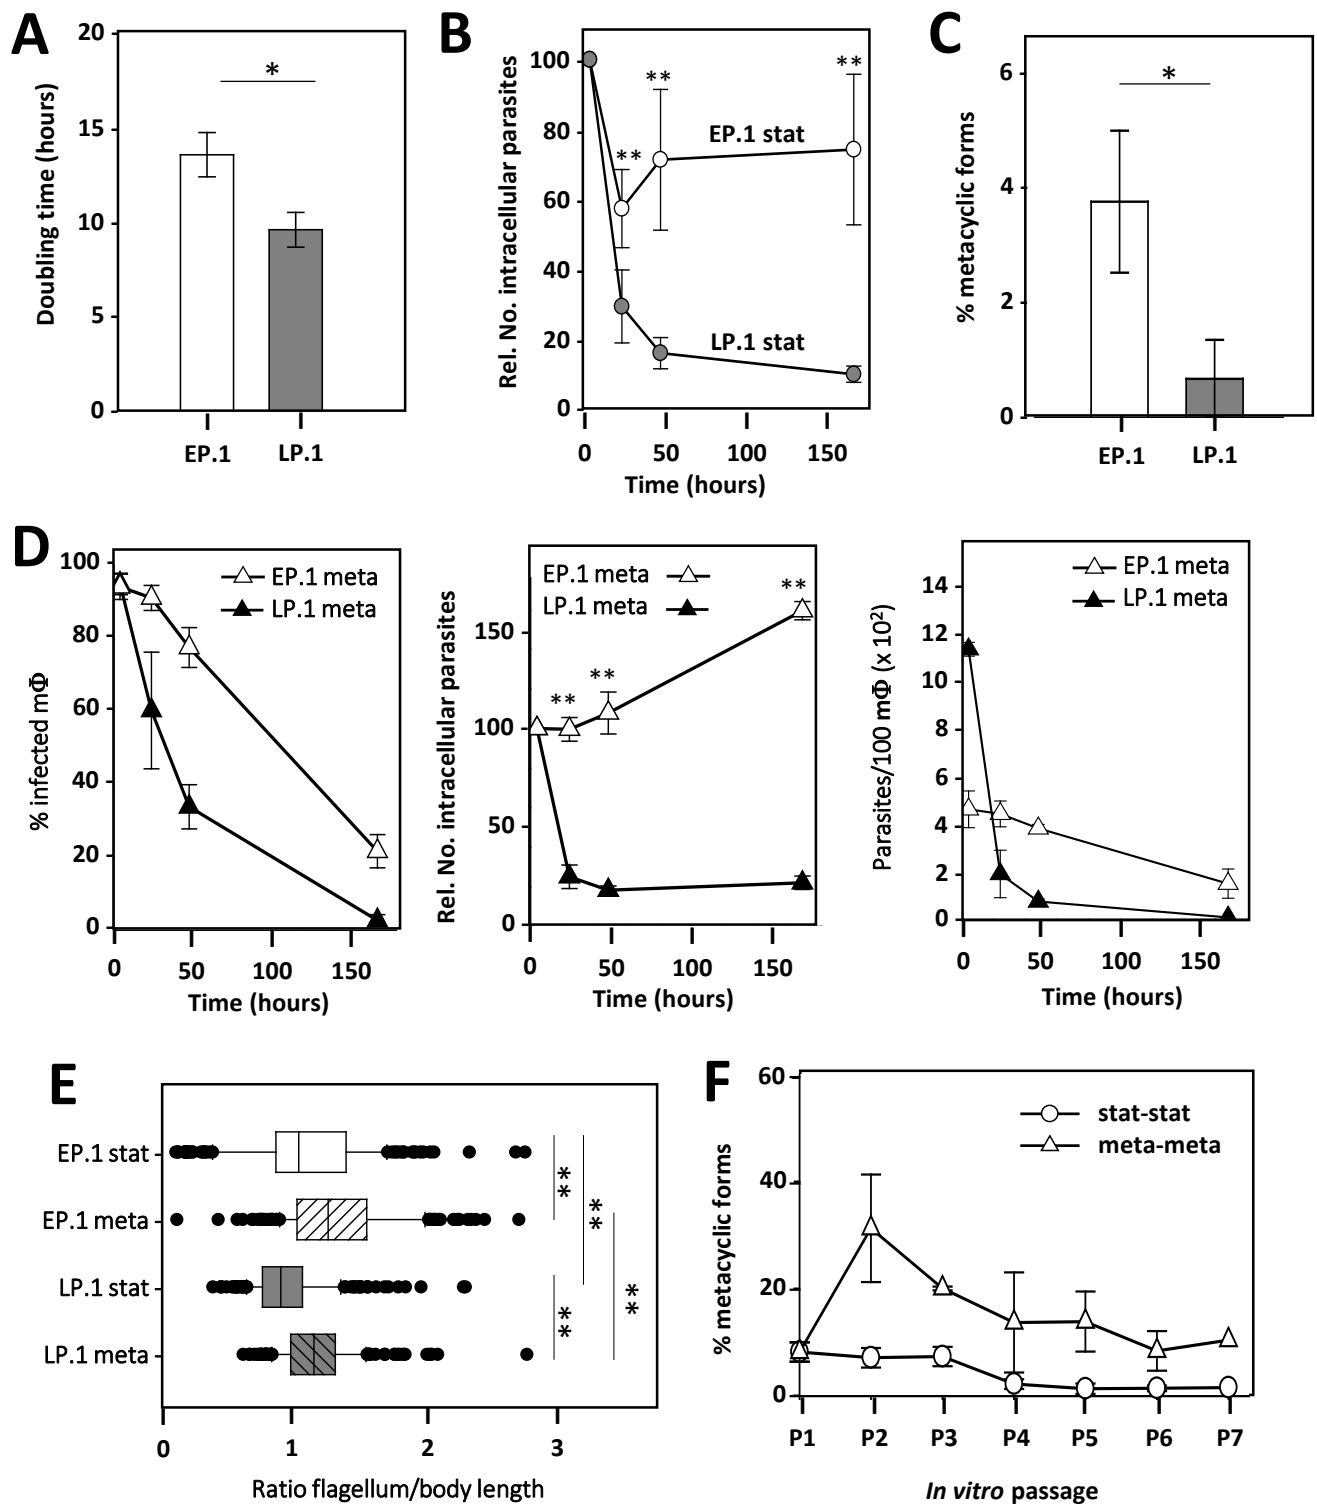 A
20
15
10
5
0
Doubling time (hours)
*
EP.1
LP.1
B
100
80
60
40
20
0
Rel. No. intracellular parasites
**
**
**
EP.1 stat
LP.1 stat
0 50 100 150
Time (hours)
C
6
4
2
0
% metacyclic forms
*
EP.1
LP.1
D
100
80
60
40
20
0
% infected mΦ
EP.1 meta
LP.1 meta
0 50 100 150
Time (hours)
150
100
50
0
Rel. No. intracellular parasites
EP.1 meta
LP.1 meta
**
**
**
0 50 100 150
Time (hours)
14
12
10
8
6
4
2
0
Parasites/100 mΦ (x 10²)
EP.1 meta
LP.1 meta
0 50 100 150
Time (hours)
E
EP.1 stat
EP.1 meta
LP.1 stat
LP.1 meta
**
**
**
**
0 1 2 3
Ratio flagellum/body length
F
60
40
20
0
% metacyclic forms
stat-stat
meta-meta
P1 P2 P3 P4 P5 P6 P7
In vitro passage